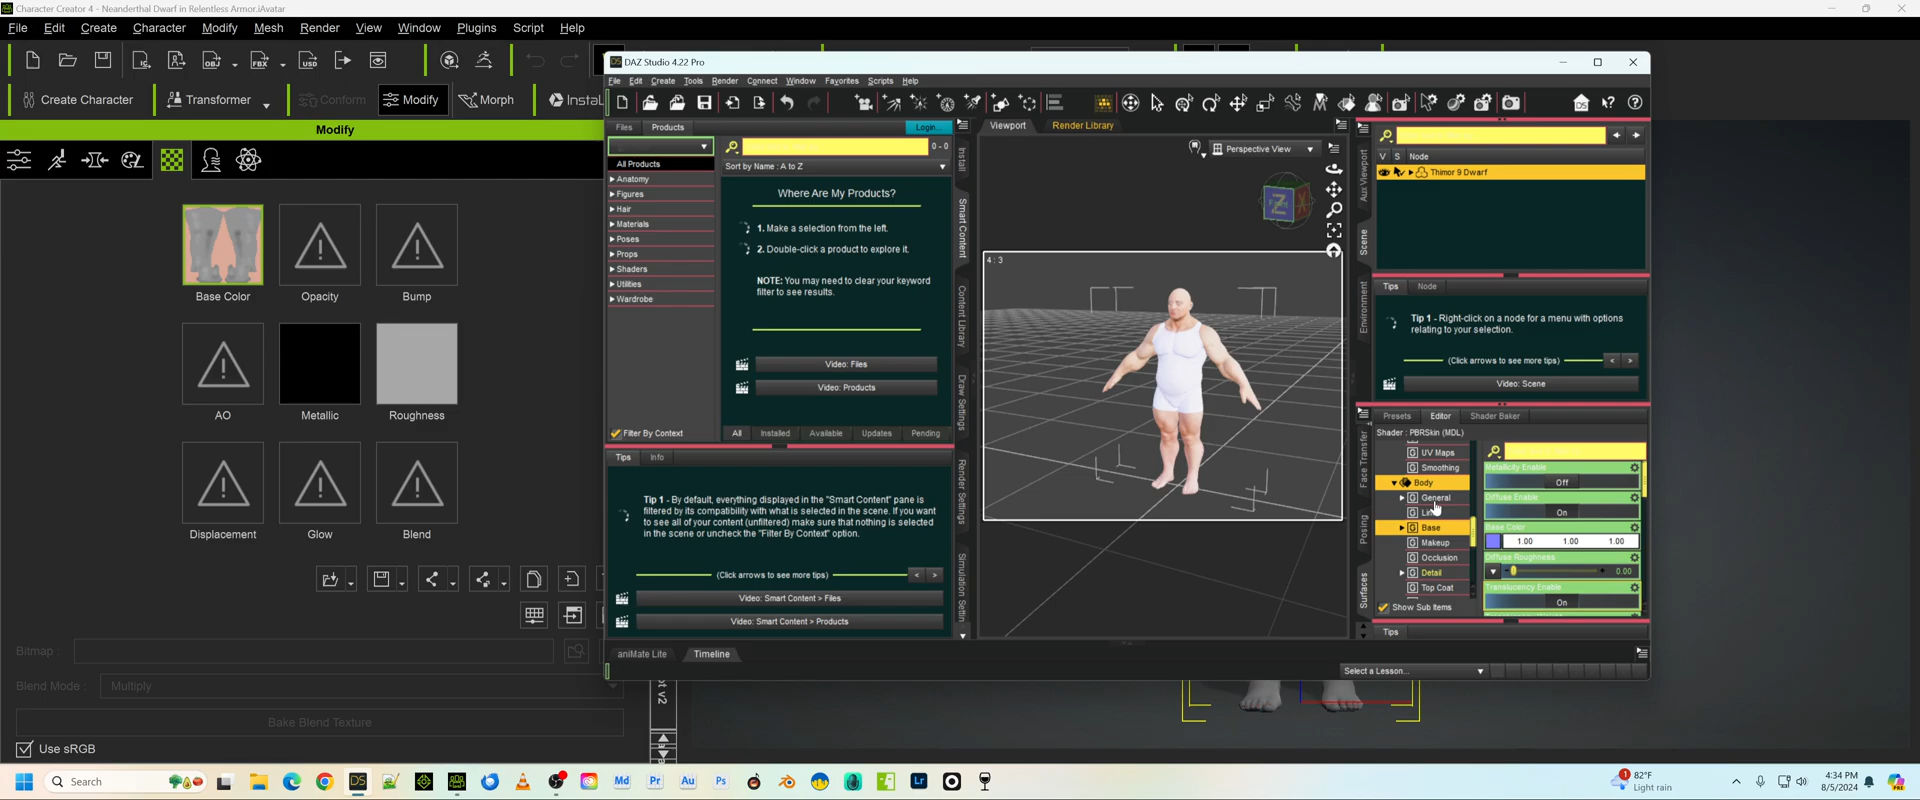 Character Creator 4 - Neanderthal Dwarf in Relentless Armor.iAvatar
File Edit Create Character Modify Mesh Render View Window Plugins Script Help
OBJ FBX USD
Create Character Transformer Conform Modify Morph
Modify
Base Color Opacity Bump
AO Metallic Roughness
Displacement Glow Blend
Bitmap :
Blend Mode : Multiply
Bake Blend Texture
Use sRGB
DAZ Studio 4.22 Pro
File Edit Create Tools Render Connect Window Favorites Scripts Help
Files Products Login...
0 - 0
All Products
Sort by Name : A to Z
Anatomy
Figures
Hair
Materials
Poses
Props
Shaders
Utilities
Wardrobe
Where Are My Products?
1. Make a selection from the left.
2. Double-click a product to explore it.
NOTE: You may need to clear your keyword
filter to see results.
Video: Files
Video: Products
Filter By Context
All Installed Available Updates Pending
Tips Info
Tip 1 - By default, everything displayed in the "Smart Content" pane is
filtered by its compatibility with what is selected in the scene. If you want
to see all of your content (unfiltered) make sure that nothing is selected
in the scene or uncheck the "Filter By Context" option.
(Click arrows to see more tips) < >
Video: Smart Content > Files
Video: Smart Content > Products
Install
Smart Content
Content Library
Draw Settings
Render Settings
Simulation Settin
aniMate Lite Timeline
Viewport Render Library
Perspective View
4 : 3
Aux Viewport
Scene
Environment
V S Node
Thimor 9 Dwarf
Tips Node
Tip 1 - Right-click on a node for a menu with options
relating to your selection.
(Click arrows to see more tips) < >
Video: Scene
Face Transfer
Posing
Surfaces
Presets Editor Shader Baker
Shader : PBRSkin (MDL)
UV Maps
Smoothing
Body
General
Base
Makeup
Occlusion
Detail
Top Coat
Show Sub Items
Metallicity Enable
Off
Diffuse Enable
On
Base Color
1.00 1.00 1.00
Diffuse Roughness
0.00
Translucency Enable
On
Tips
Select a Lesson...
Search
82°F
Light rain
4:34 PM
8/5/2024